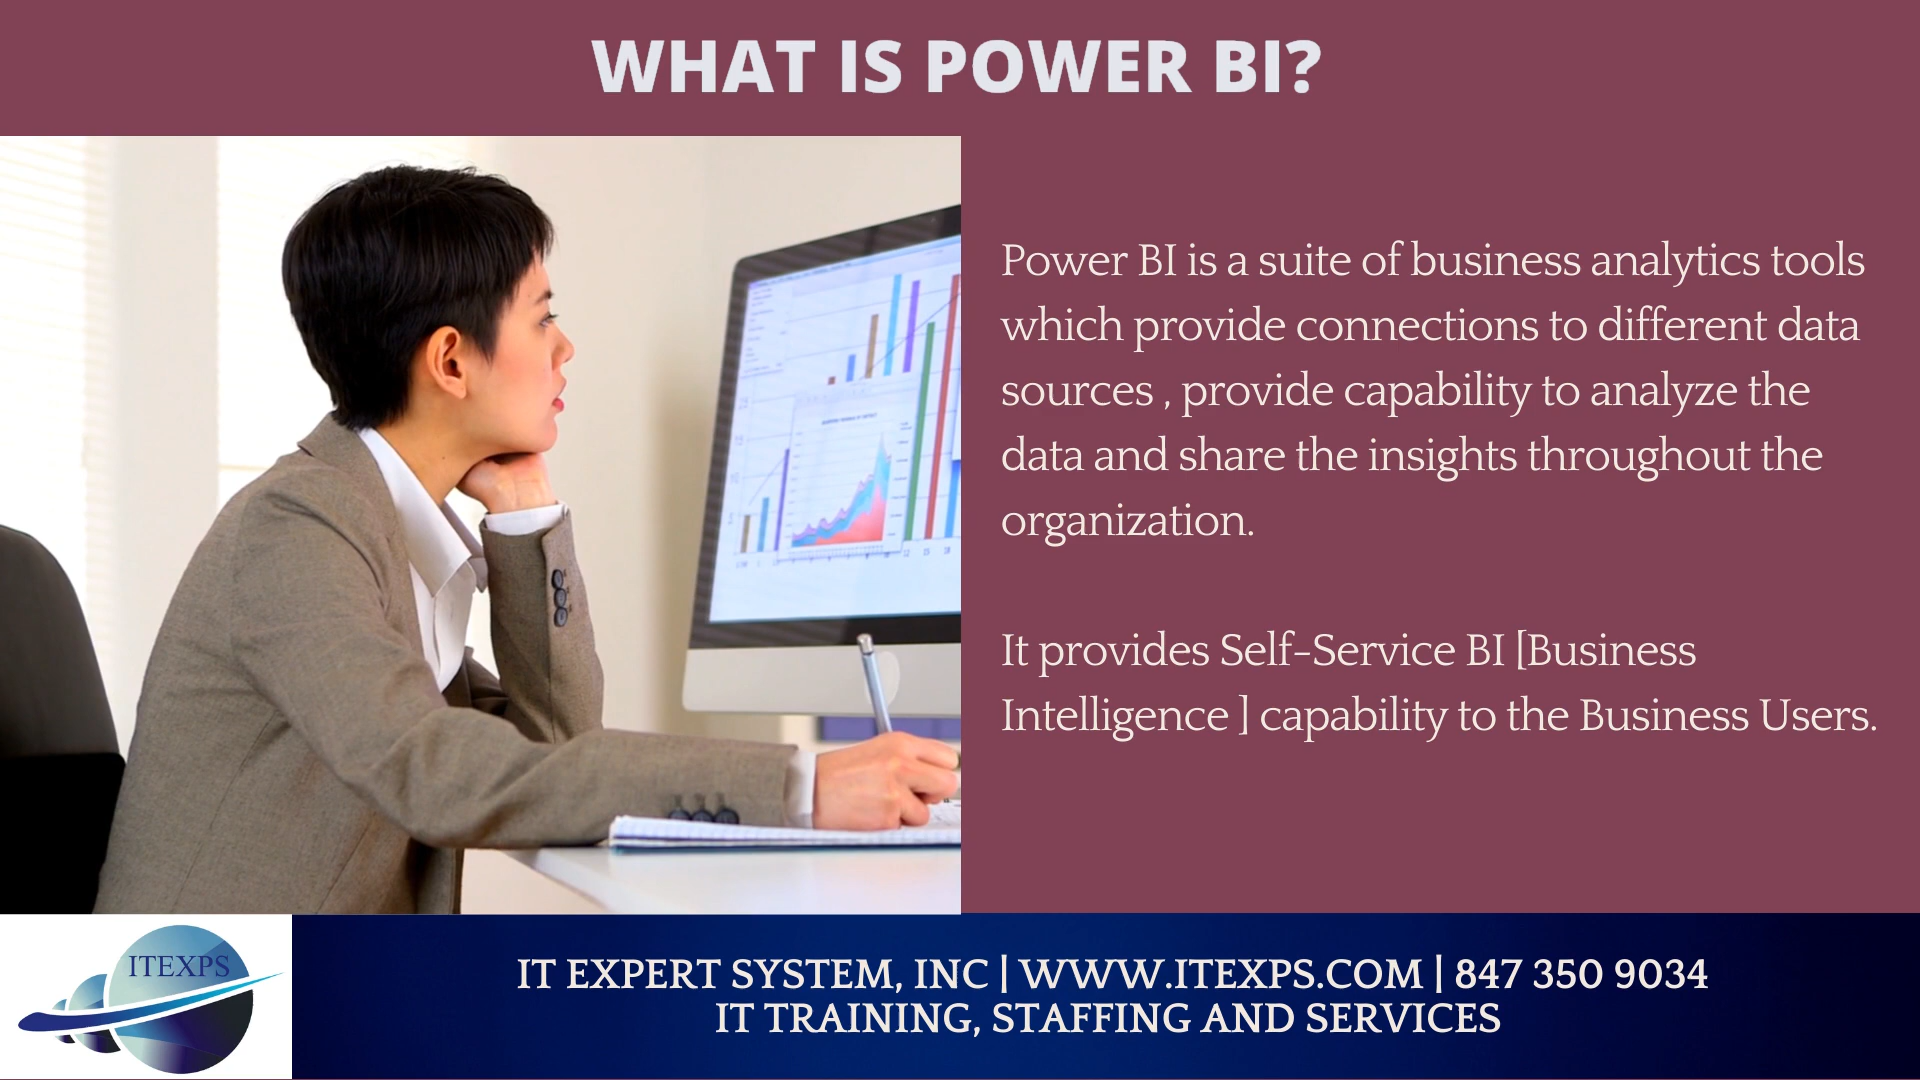 WHAT IS POWER BI?
Power BI is a suite of business analytics tools
which provide connections to different data
sources , provide capability to analyze the
data and share the insights throughout the
organization.
It provides Self-Service BI [Business
Intelligence ] capability to the Business Users.
ITEXPS
IT EXPERT SYSTEM, INC | WWW.ITEXPS.COM | 847 350 9034
IT TRAINING, STAFFING AND SERVICES